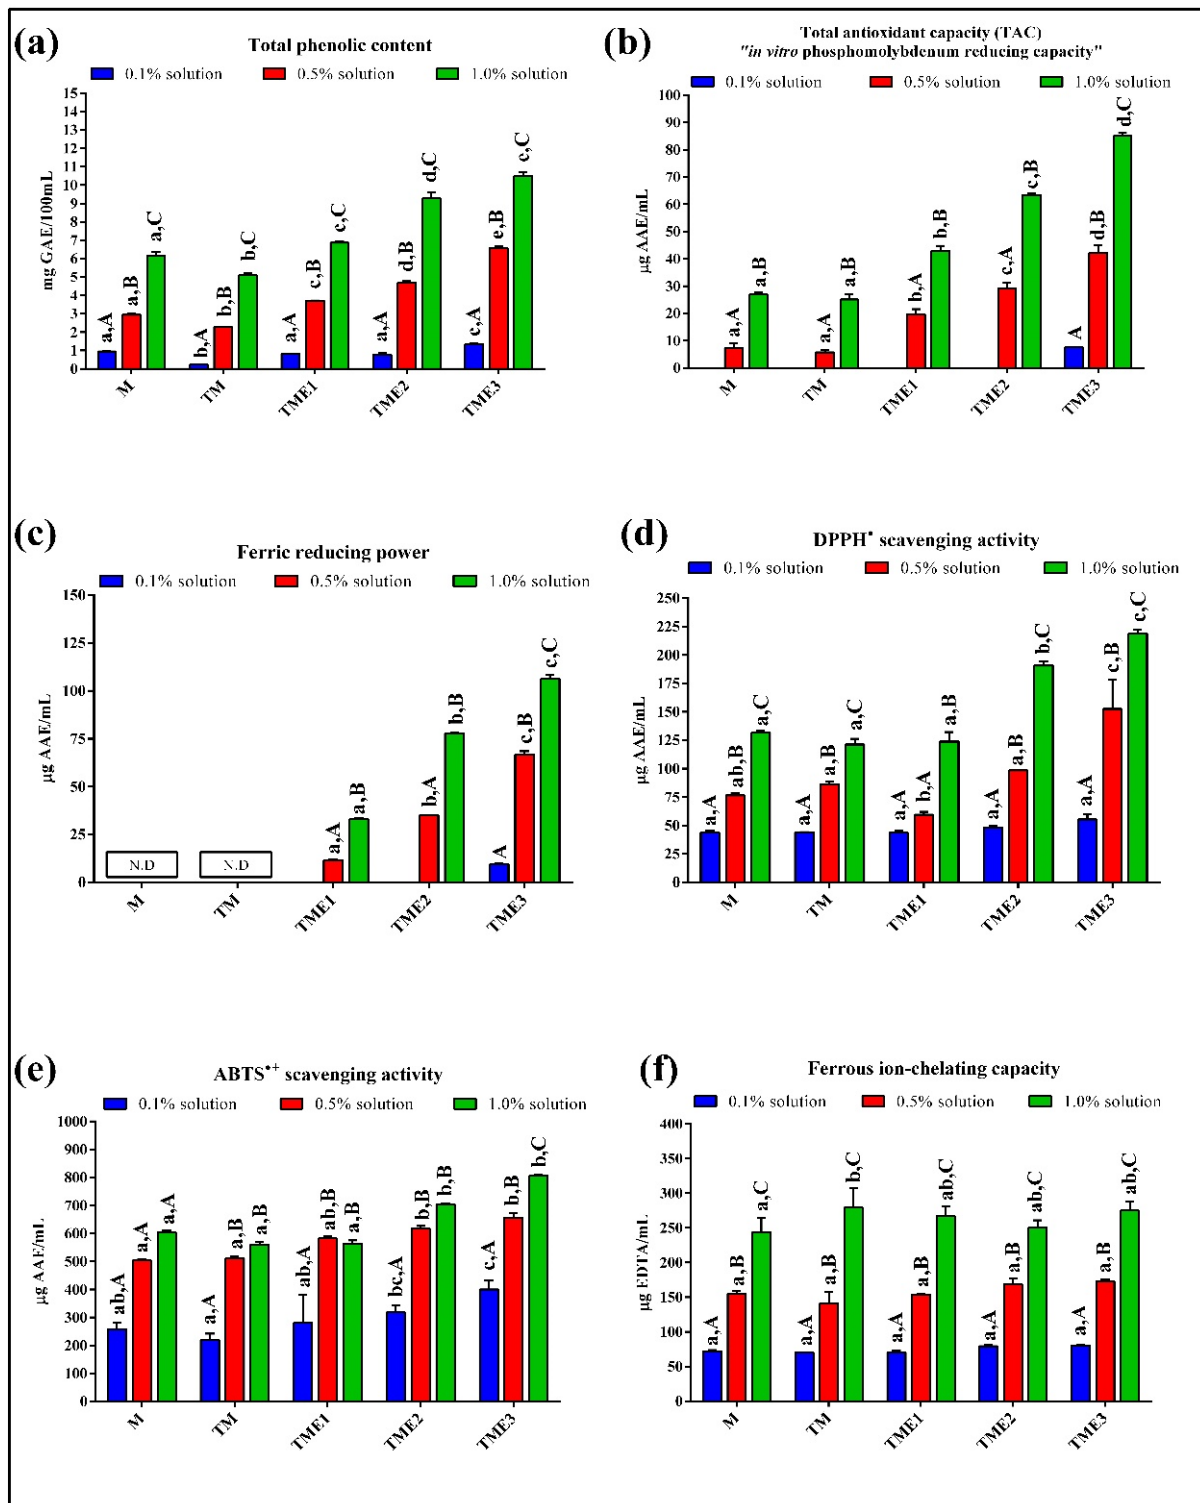 (a)
Total phenolic content
0.1% solution 0.5% solution 1.0% solution
mg GAE/100mL
15
14
13
12
11
10
9
8
7
6
5
4
3
2
1
0
a,A a,B a,C b,A b,B b,C a,A c,B c,C a,A d,B d,C c,A e,B c,C
M TM TME1 TME2 TME3
(b)
Total antioxidant capacity (TAC)
"in vitro phosphomolybdenum reducing capacity"
0.1% solution 0.5% solution 1.0% solution
µg AAE/mL
100
90
80
70
60
50
40
30
20
10
0
a,A a,B a,A a,B b,A b,B c,A c,B A d,B d,C
M TM TME1 TME2 TME3
(c)
Ferric reducing power
0.1% solution 0.5% solution 1.0% solution
µg AAE/mL
150
125
100
75
50
25
0
N.D N.D a,A a,B b,A b,B A c,B c,C
M TM TME1 TME2 TME3
(d)
DPPH• scavenging activity
0.1% solution 0.5% solution 1.0% solution
µg AAE/mL
250
225
200
175
150
125
100
75
50
25
0
a,A ab,B a,C a,A a,B a,C a,A b,A a,B a,A a,B b,C a,A c,B c,C
M TM TME1 TME2 TME3
(e)
ABTS•+ scavenging activity
0.1% solution 0.5% solution 1.0% solution
µg AAE/mL
1000
900
800
700
600
500
400
300
200
100
0
ab,A a,A a,A a,A a,B a,B ab,A ab,B a,B bc,A b,B b,B c,A b,B b,C
M TM TME1 TME2 TME3
(f)
Ferrous ion-chelating capacity
0.1% solution 0.5% solution 1.0% solution
µg EDTA/mL
400
350
300
250
200
150
100
50
0
a,A a,B a,C a,A a,B b,C a,A a,B ab,C a,A a,B ab,C a,A a,B ab,C
M TM TME1 TME2 TME3